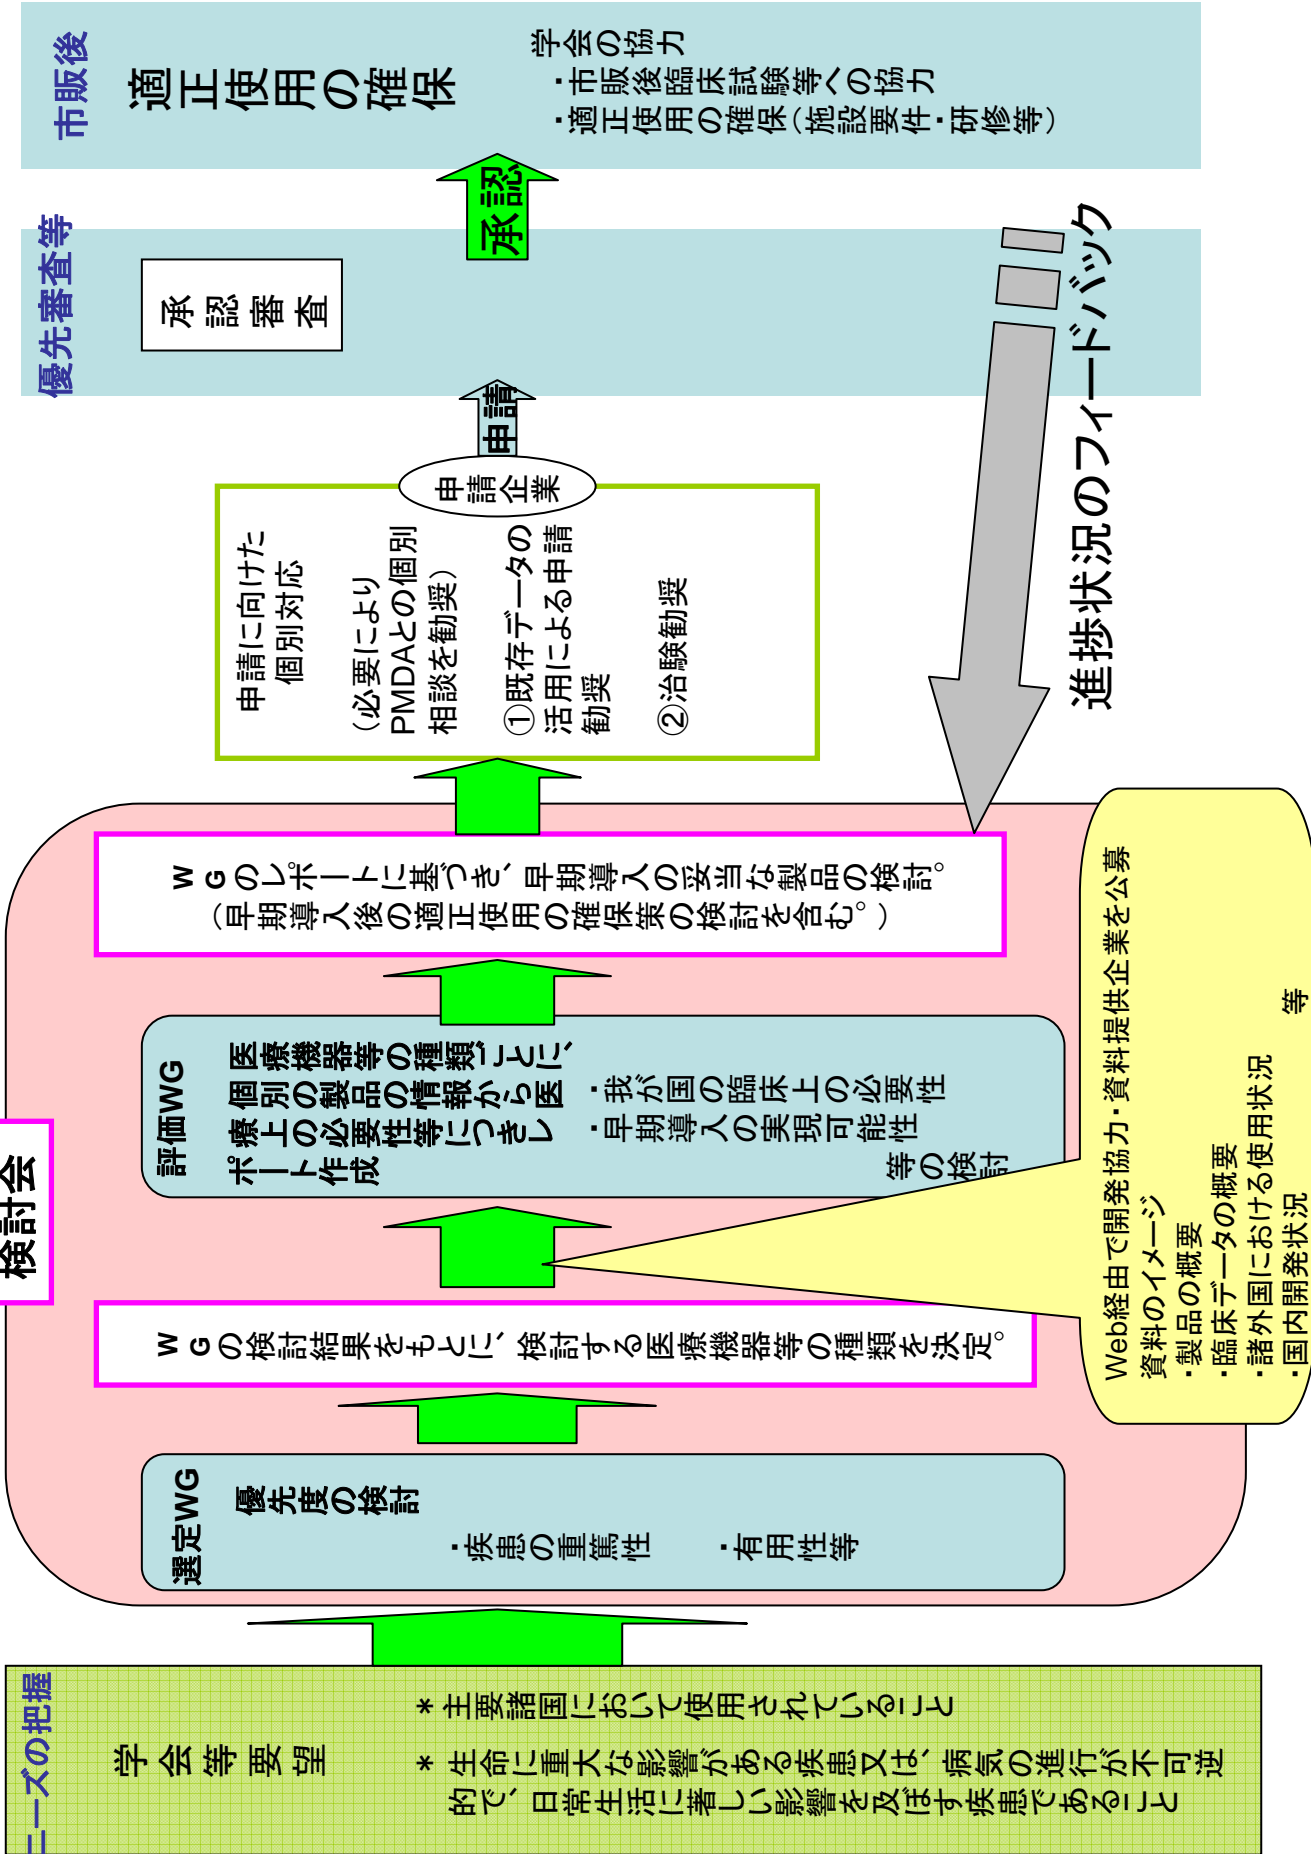 検討会
ニーズの把握
学会等要望
* 主要諸国において使用されていること
* 生命に重大な影響がある疾患又は、病気の進行が不可逆
的で、日常生活に著しい影響を及ぼす疾患であること
選定WG
優先度の検討
・疾患の重篤性　・有用性等
WGの検討結果をもとに、検討する医療機器等の種類を決定。
評価WG
医療機器等の種類ごとに、
個別の製品の情報から医
療上の必要性等につきレ
ポート作成
・我が国の臨床上の必要性
・早期導入の実現可能性
等の検討
WGのレポートに基づき、早期導入の妥当な製品の検討。
(早期導入後の適正使用の確保策の検討を含む。)
Web経由で開発協力・資料提供企業を公募
資料のイメージ
・製品の概要
・臨床データの概要
・諸外国における使用状況
・国内開発状況　等
申請に向けた
個別対応
(必要により
PMDAとの個別
相談を勧奨)
①既存データの
活用による申請
勧奨
②治験勧奨
申請企業
申請
優先審査等
承認審査
承認
進捗状況のフィードバック
市販後
適正使用の確保
学会の協力
・市販後臨床試験等への協力
・適正使用の確保(施設要件・研修等)